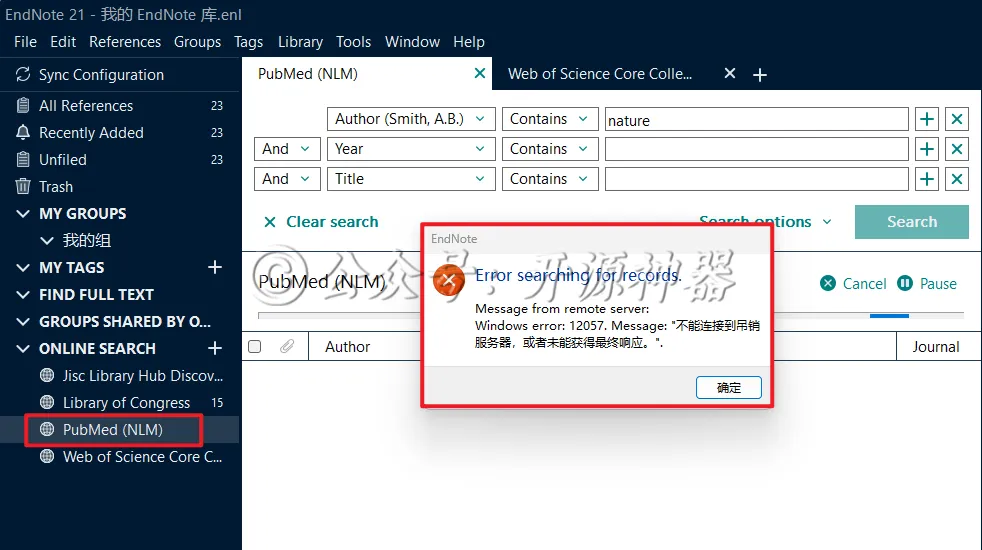 EndNote 21 - 我的 EndNote 库.enl
File Edit References Groups Tags Library Tools Window Help
Sync Configuration
All References 23
Recently Added 23
Unfiled 23
Trash
MY GROUPS
我的组
MY TAGS
FIND FULL TEXT
GROUPS SHARED BY O...
ONLINE SEARCH
Jisc Library Hub Discov...
Library of Congress 15
PubMed (NLM)
Web of Science Core C...
PubMed (NLM) Web of Science Core Colle...
Author (Smith, A.B.) Contains nature
And Year Contains
And Title Contains
Clear search Search options Search
PubMed (NLM) Cancel Pause
Author Journal
EndNote
Error searching for records.
Message from remote server:
Windows error: 12057. Message: "不能连接到吊销
服务器，或者未能获得最终响应。".
确定
©公众号：开源神器